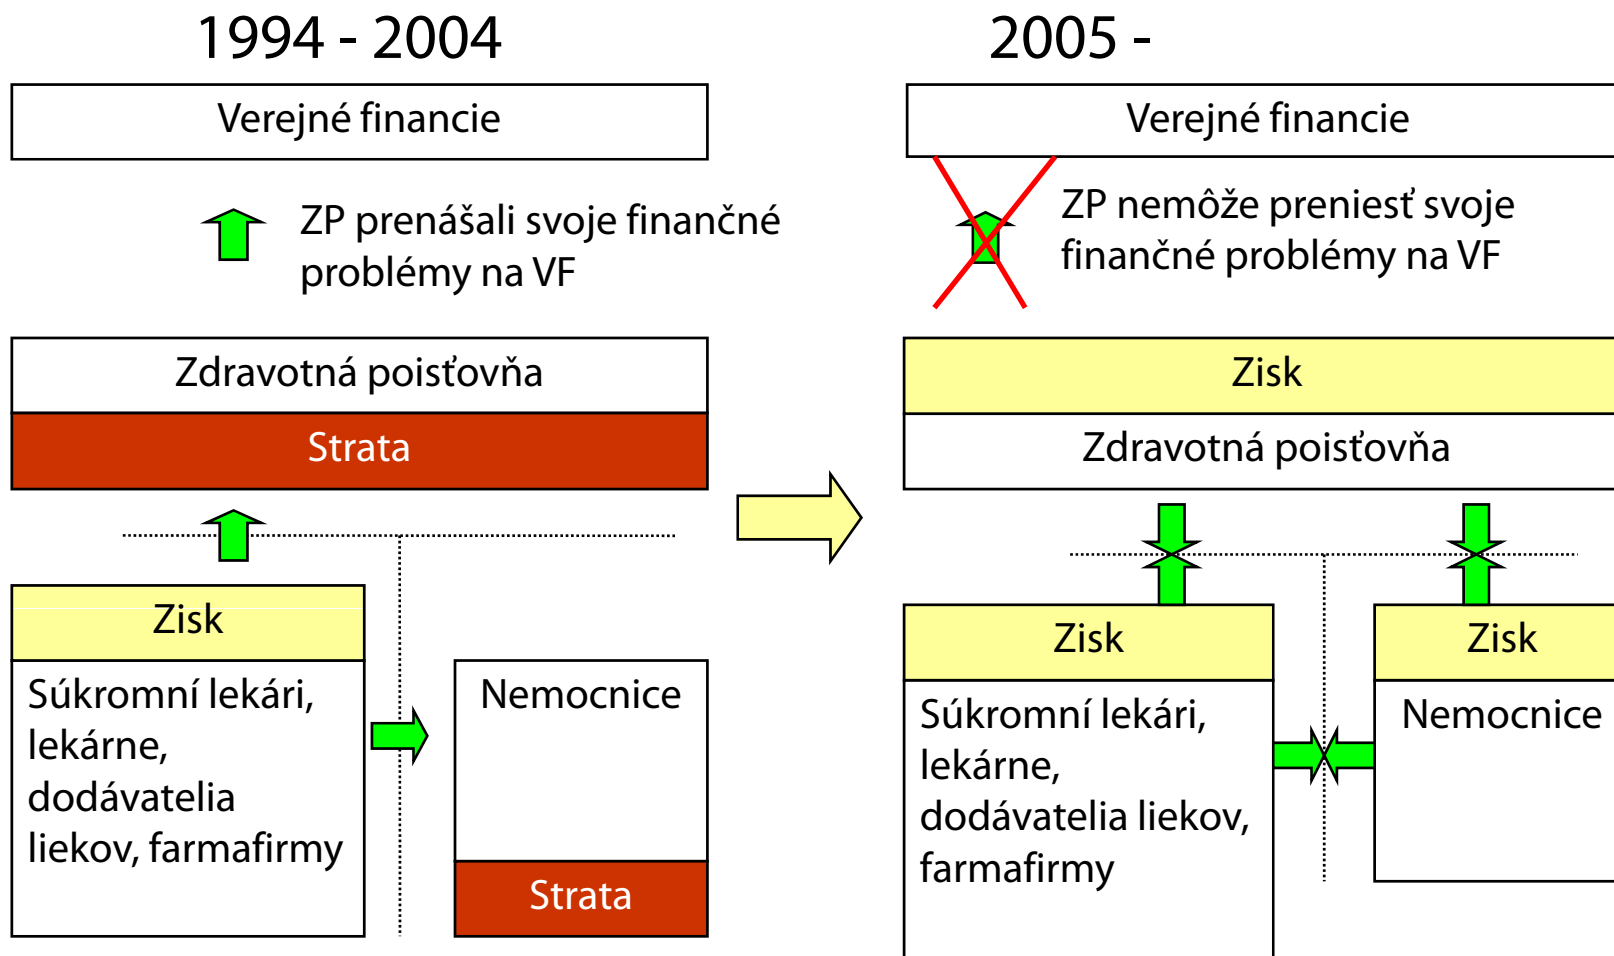 1994 - 2004
Verejné financie
ZP prenášali svoje finančné
problémy na VF
Zdravotná poisťovňa
Strata
Zisk
Súkromní lekári,
lekárne,
dodávatelia
liekov, farmafirmy
Nemocnice
Strata
2005 -
Verejné financie
ZP nemôže preniesť svoje
finančné problémy na VF
Zisk
Zdravotná poisťovňa
Zisk
Súkromní lekári,
lekárne,
dodávatelia liekov,
farmafirmy
Zisk
Nemocnice